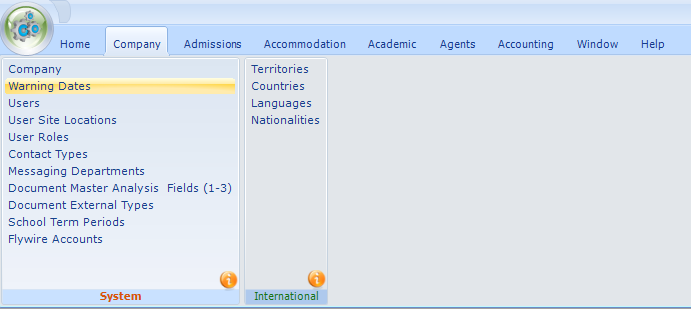 Home Company Admissions Accommodation Academic Agents Accounting Window Help
Company
Warning Dates
Users
User Site Locations
User Roles
Contact Types
Messaging Departments
Document Master Analysis  Fields (1-3)
Document External Types
School Term Periods
Flywire Accounts
System
Territories
Countries
Languages
Nationalities
International